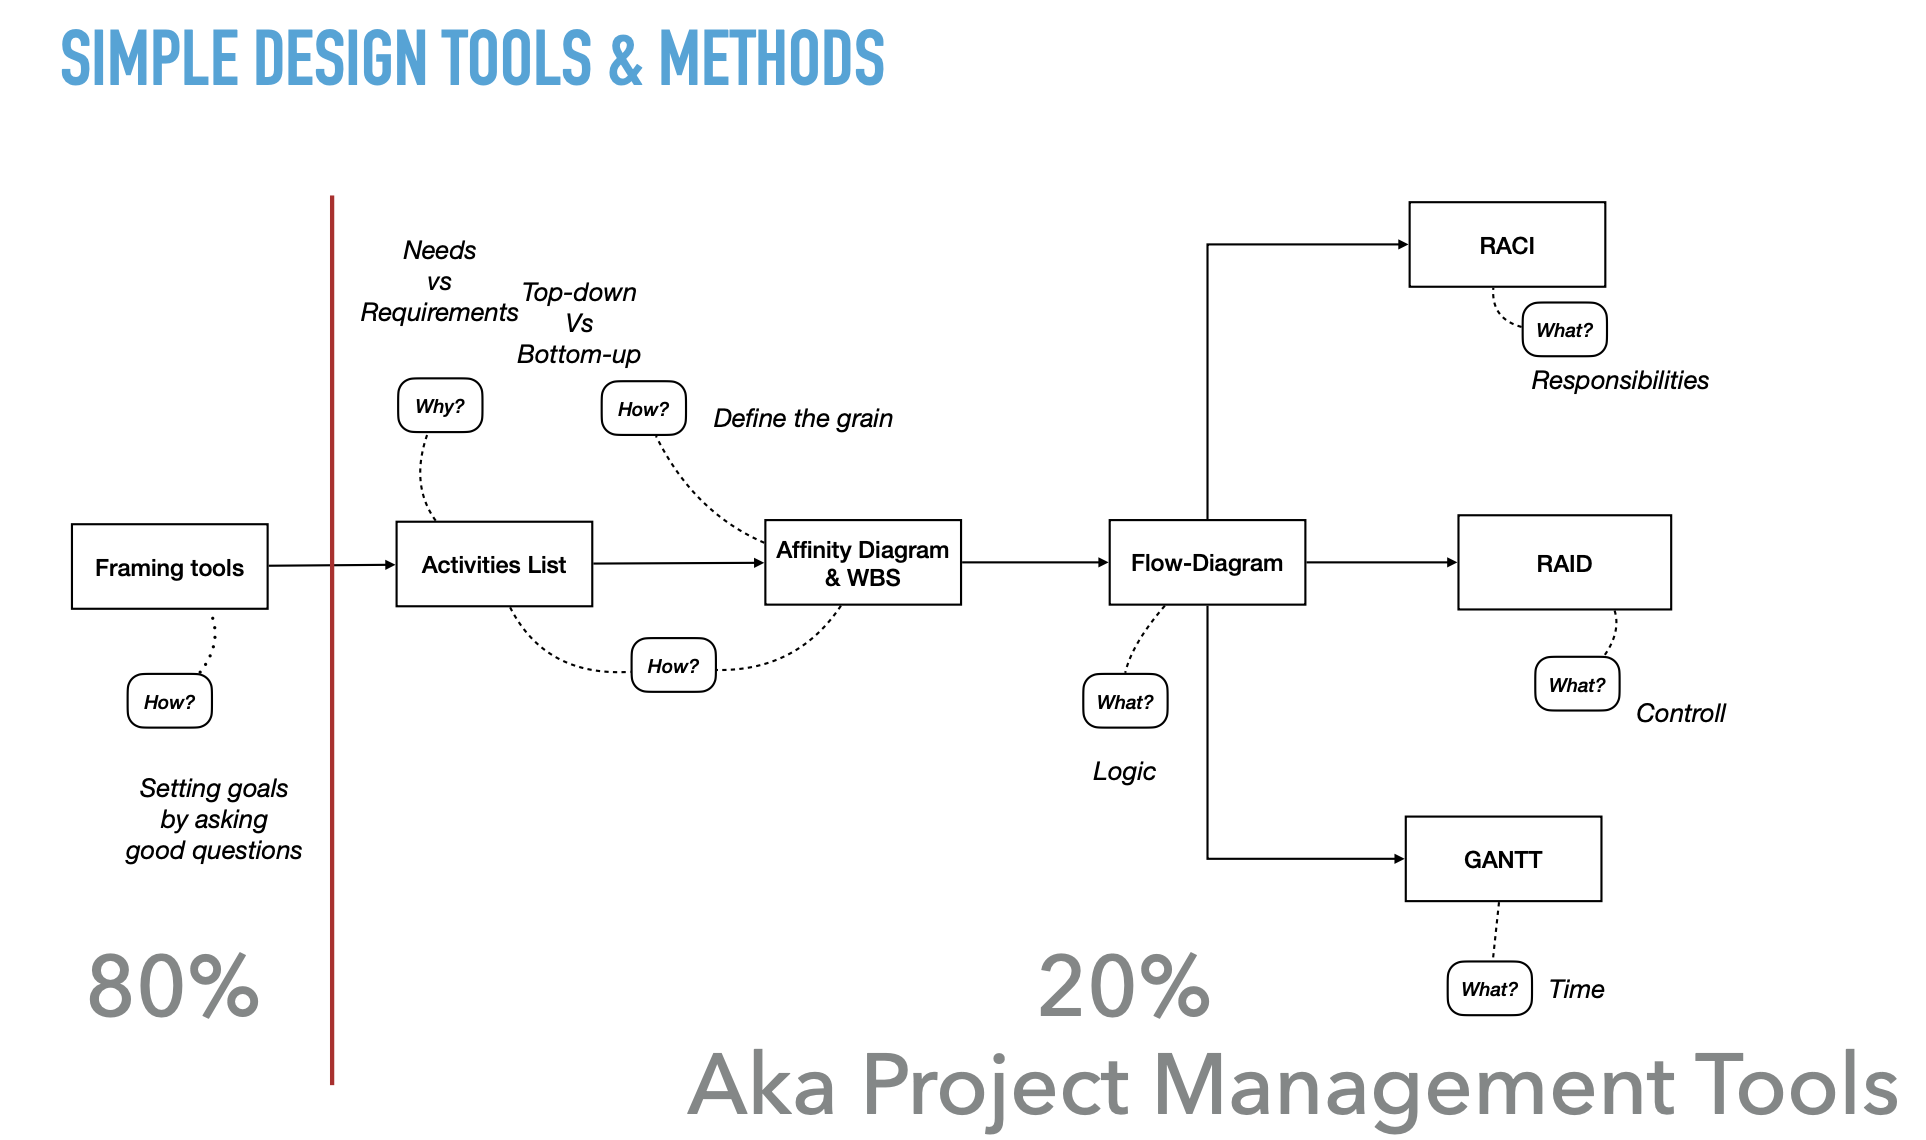 SIMPLE DESIGN TOOLS & METHODS
Needs
vs
Requirements
Top-down
Vs
Bottom-up
Why?
How?
Define the grain
RACI
What?
Responsibilities
Framing tools
Activities List
Affinity Diagram
& WBS
Flow-Diagram
RAID
How?
How?
What?
What?
Controll
Setting goals
by asking
good questions
Logic
GANTT
What?
Time
80%
20%
Aka Project Management Tools